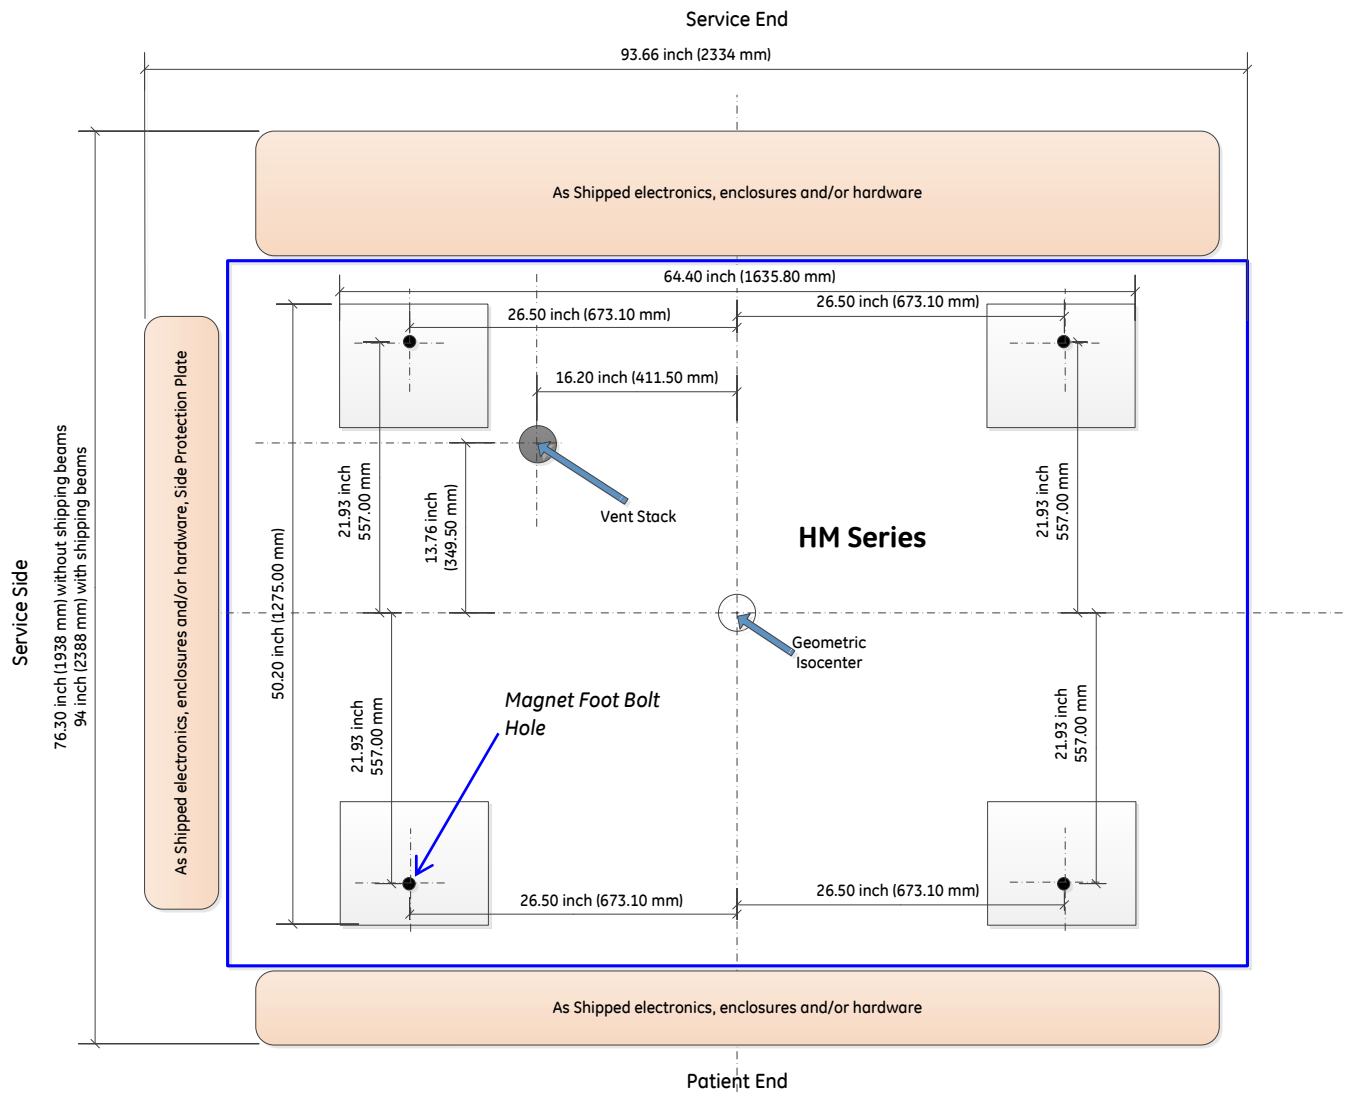 Service End
93.66 inch (2334 mm)
As Shipped electronics, enclosures and/or hardware
64.40 inch (1635.80 mm)
26.50 inch (673.10 mm)
26.50 inch (673.10 mm)
16.20 inch (411.50 mm)
Vent Stack
21.93 inch
557.00 mm
13.76 inch
(349.50 mm)
21.93 inch
557.00 mm
HM Series
Service Side
76.30 inch (1938 mm) without shipping beams
94 inch (2388 mm) with shipping beams
As Shipped electronics, enclosures and/or hardware, Side Protection Plate
50.20 inch (1275.00 mm)
Geometric
Isocenter
Magnet Foot Bolt
Hole
21.93 inch
557.00 mm
21.93 inch
557.00 mm
26.50 inch (673.10 mm)
26.50 inch (673.10 mm)
As Shipped electronics, enclosures and/or hardware
Patient End